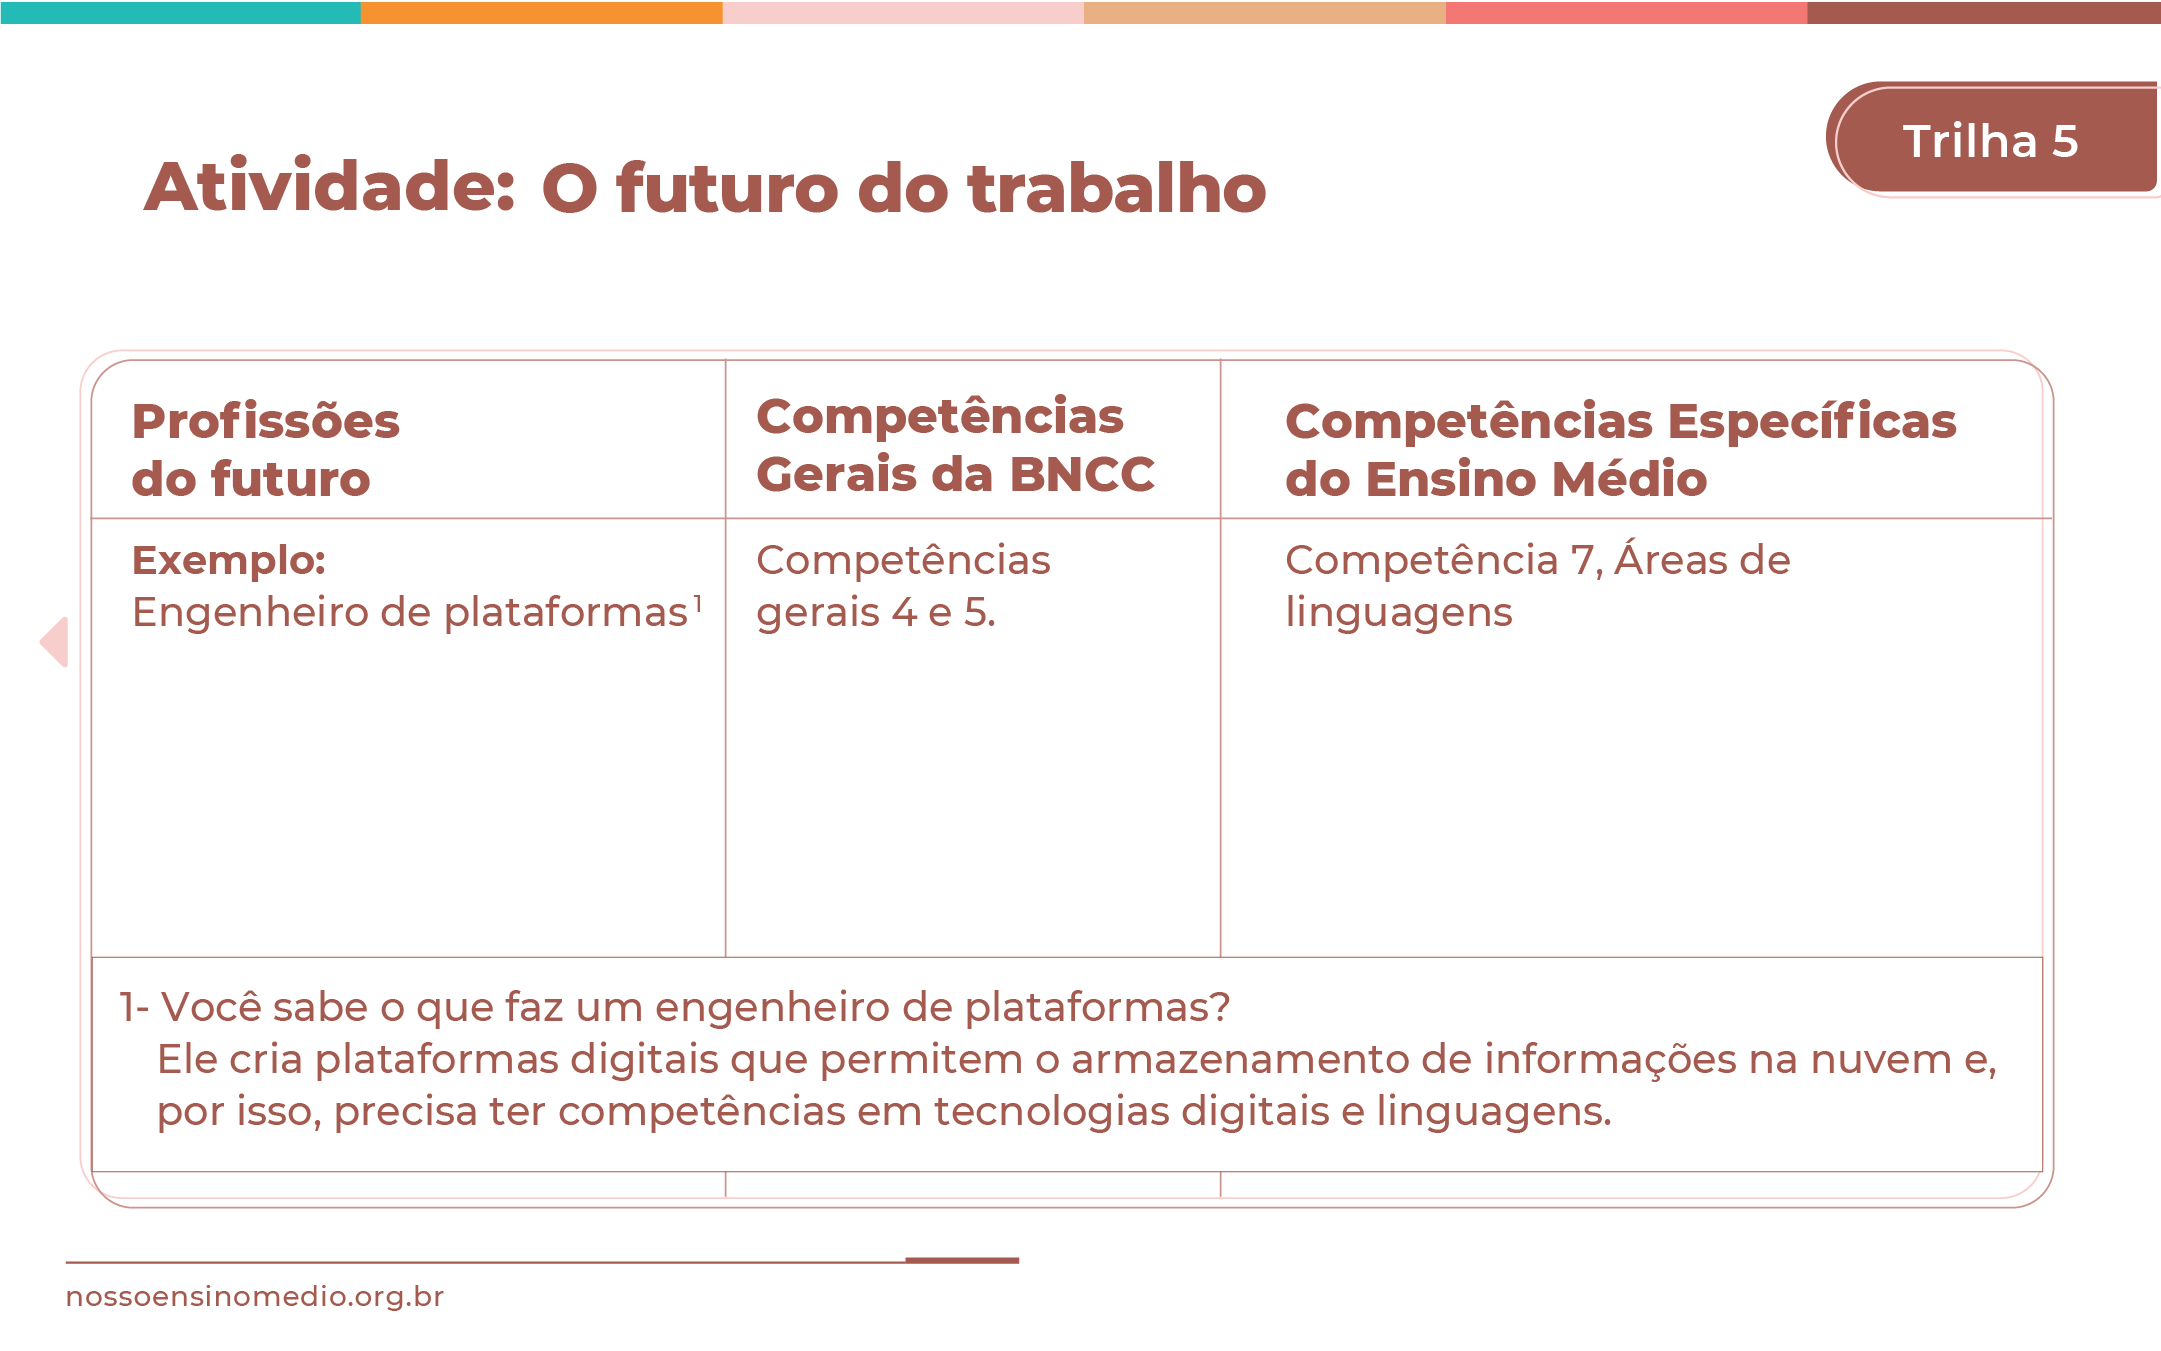 Trilha 5
Atividade: O futuro do trabalho
Profissões
do futuro
Competências
Gerais da BNCC
Competências Específicas
do Ensino Médio
Exemplo:
Engenheiro de plataformas¹
Competências
gerais 4 e 5.
Competência 7, Áreas de
linguagens
1- Você sabe o que faz um engenheiro de plataformas?
Ele cria plataformas digitais que permitem o armazenamento de informações na nuvem e,
por isso, precisa ter competências em tecnologias digitais e linguagens.
nossoensinomedio.org.br